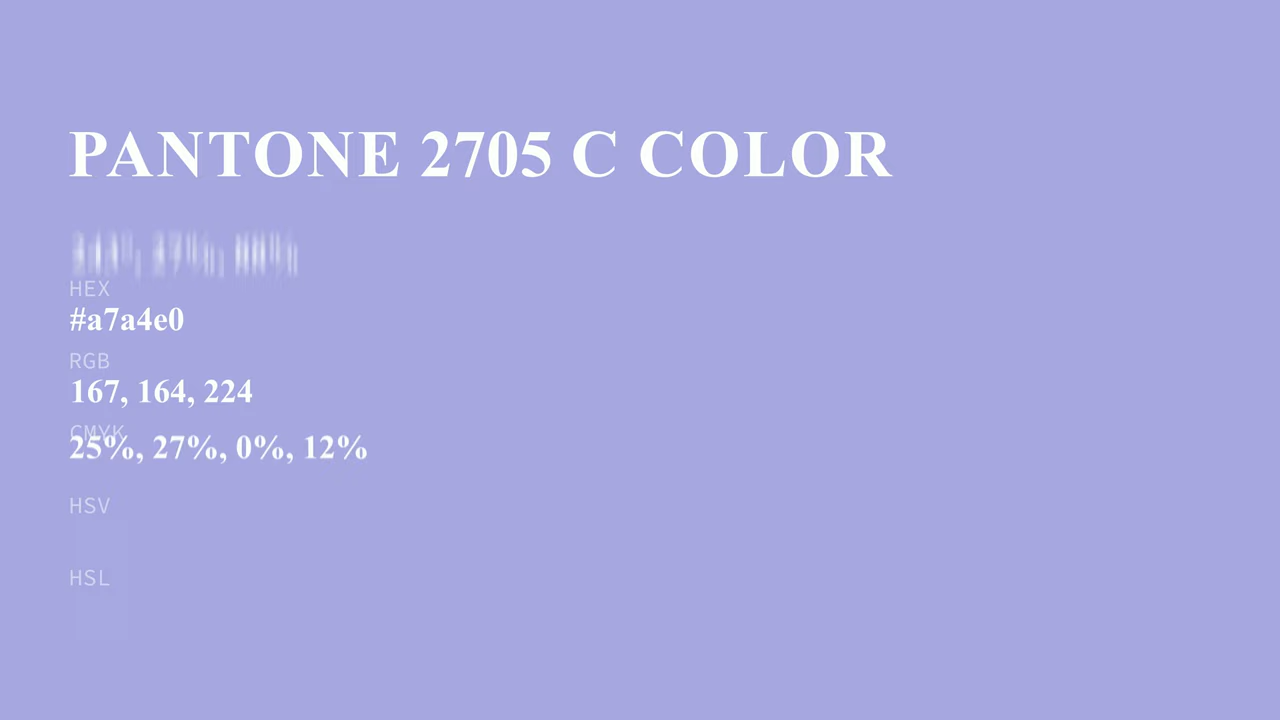 PANTONE 2705 C COLOR
HEX
#a7a4e0
RGB
167, 164, 224
CMYK
25%, 27%, 0%, 12%
HSV
HSL